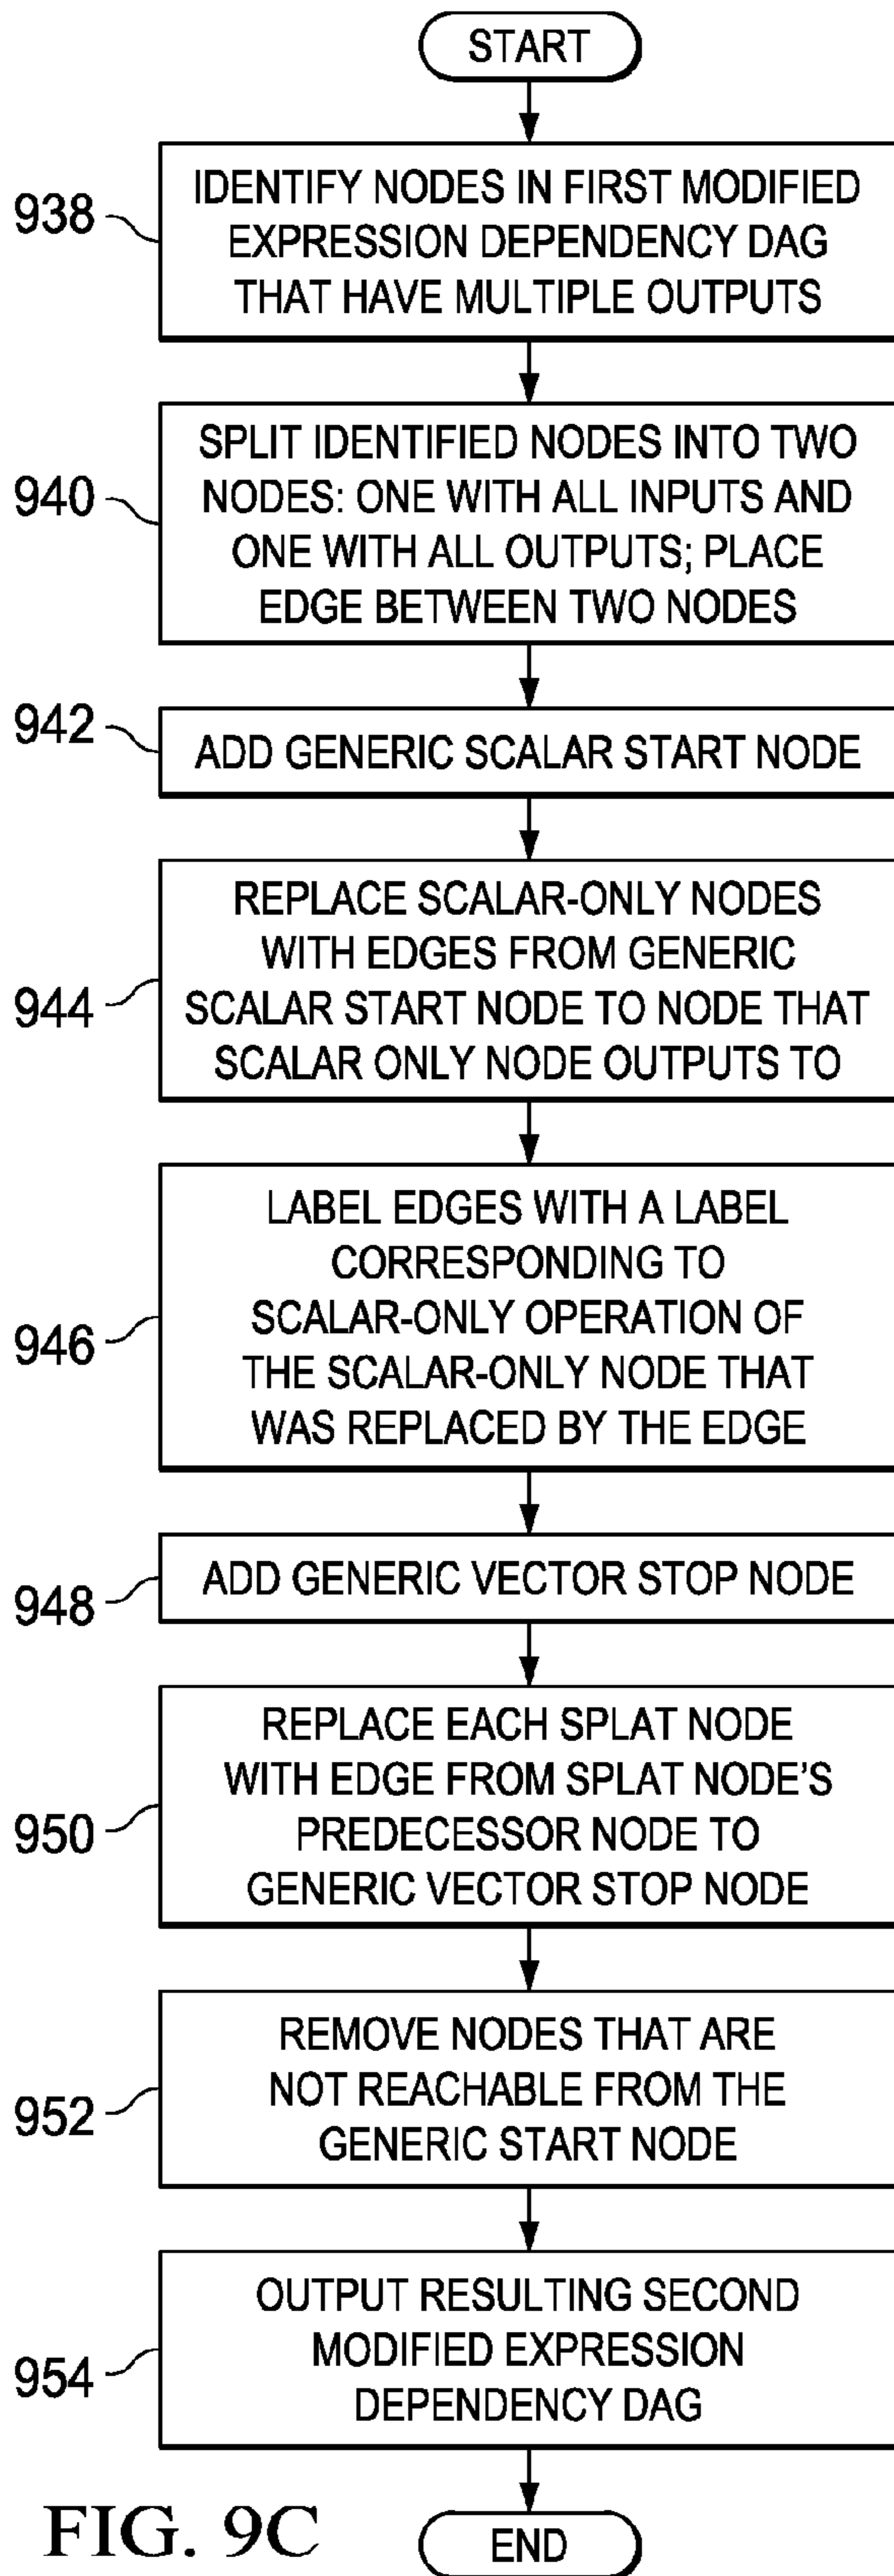 START
938
IDENTIFY NODES IN FIRST MODIFIED
EXPRESSION DEPENDENCY DAG
THAT HAVE MULTIPLE OUTPUTS
940
SPLIT IDENTIFIED NODES INTO TWO
NODES: ONE WITH ALL INPUTS AND
ONE WITH ALL OUTPUTS; PLACE
EDGE BETWEEN TWO NODES
942
ADD GENERIC SCALAR START NODE
944
REPLACE SCALAR-ONLY NODES
WITH EDGES FROM GENERIC
SCALAR START NODE TO NODE THAT
SCALAR ONLY NODE OUTPUTS TO
946
LABEL EDGES WITH A LABEL
CORRESPONDING TO
SCALAR-ONLY OPERATION OF
THE SCALAR-ONLY NODE THAT
WAS REPLACED BY THE EDGE
948
ADD GENERIC VECTOR STOP NODE
950
REPLACE EACH SPLAT NODE
WITH EDGE FROM SPLAT NODE'S
PREDECESSOR NODE TO
GENERIC VECTOR STOP NODE
952
REMOVE NODES THAT ARE
NOT REACHABLE FROM THE
GENERIC START NODE
954
OUTPUT RESULTING SECOND
MODIFIED EXPRESSION
DEPENDENCY DAG
FIG. 9C
END